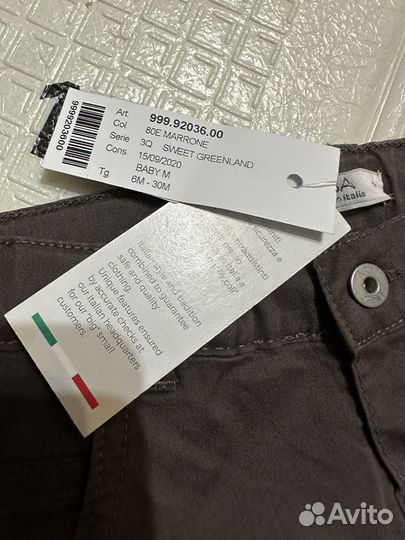 9999203600
Art. 999.92036.00
Col. 80E MARRONE
Serie 3Q SWEET GREENLAND
Cons. 15/09/2020
Tg. BABY M
6M - 30M
Italia
Italian style and tradition
combined to guarantee
safe and quality
clothing.
Unique features ensured
by accurate checks at
our Italian headquarters
for our "big" small
customers.
Avito